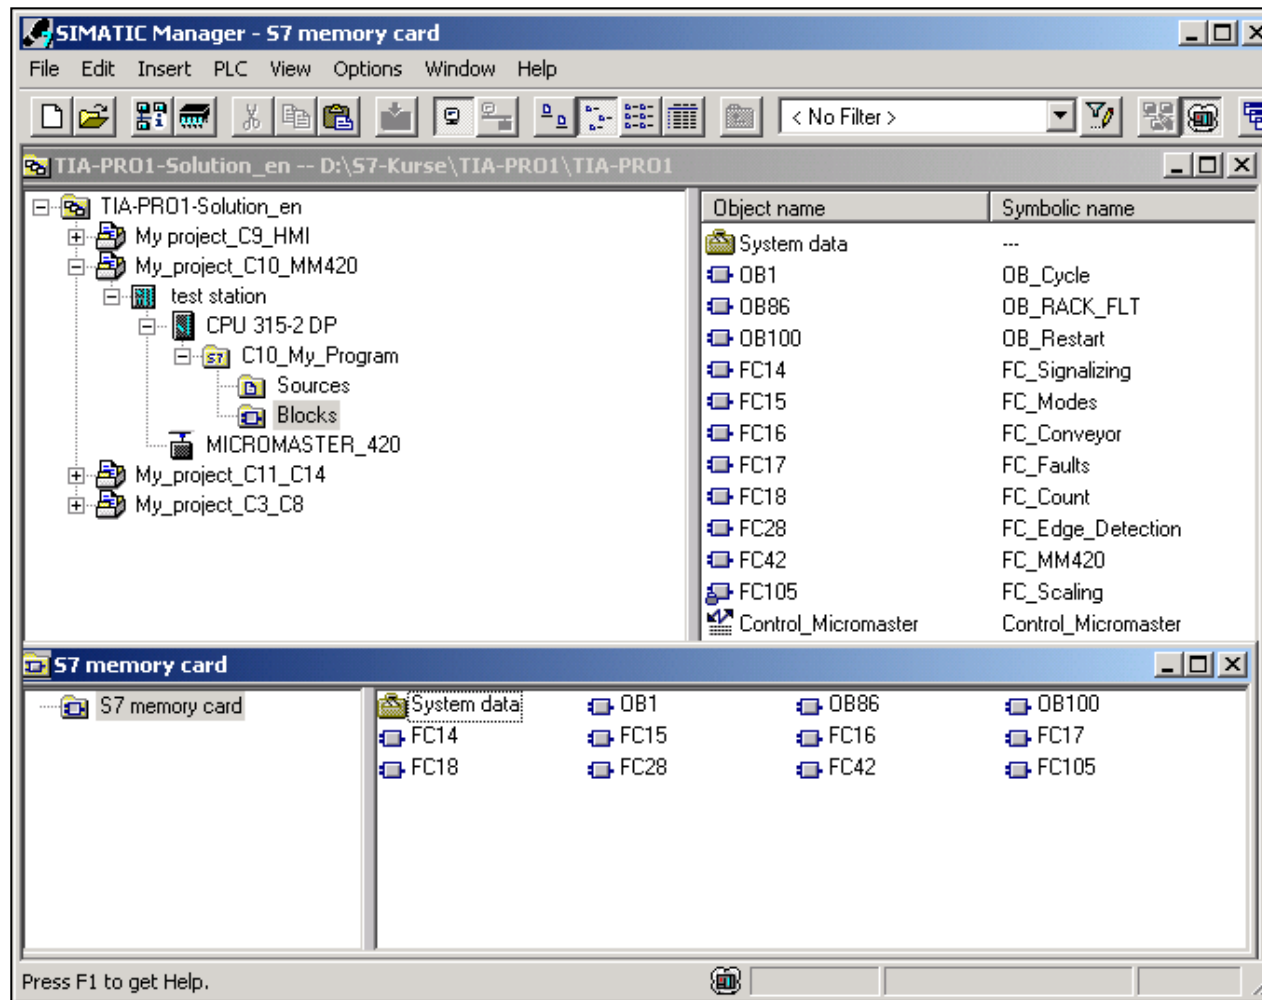 SIMATIC Manager - S7 memory card
File Edit Insert PLC View Options Window Help
< No Filter >
TIA-PRO1-Solution_en -- D:\S7-Kurse\TIA-PRO1\TIA-PRO1
TIA-PRO1-Solution_en
My project_C9_HMI
My_project_C10_MM420
test station
CPU 315-2 DP
S7 C10_My_Program
Sources
Blocks
MICROMASTER_420
My_project_C11_C14
My_project_C3_C8
Object name Symbolic name
System data ---
OB1 OB_Cycle
OB86 OB_RACK_FLT
OB100 OB_Restart
FC14 FC_Signalizing
FC15 FC_Modes
FC16 FC_Conveyor
FC17 FC_Faults
FC18 FC_Count
FC28 FC_Edge_Detection
FC42 FC_MM420
FC105 FC_Scaling
Control_Micromaster Control_Micromaster
S7 memory card
S7 memory card
System data OB1 OB86 OB100
FC14 FC15 FC16 FC17
FC18 FC28 FC42 FC105
Press F1 to get Help.